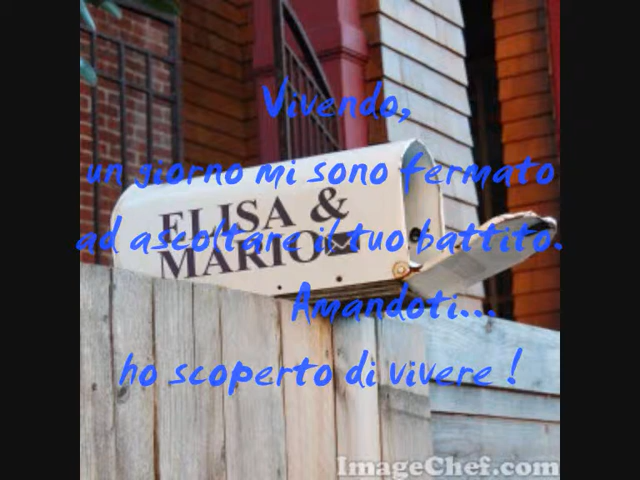 Vivendo,
un giorno mi sono fermato
ELISA &
ad ascoltare il tuo battito.
MARIO
Amandoti...
ho scoperto di vivere !
ImageChef.com